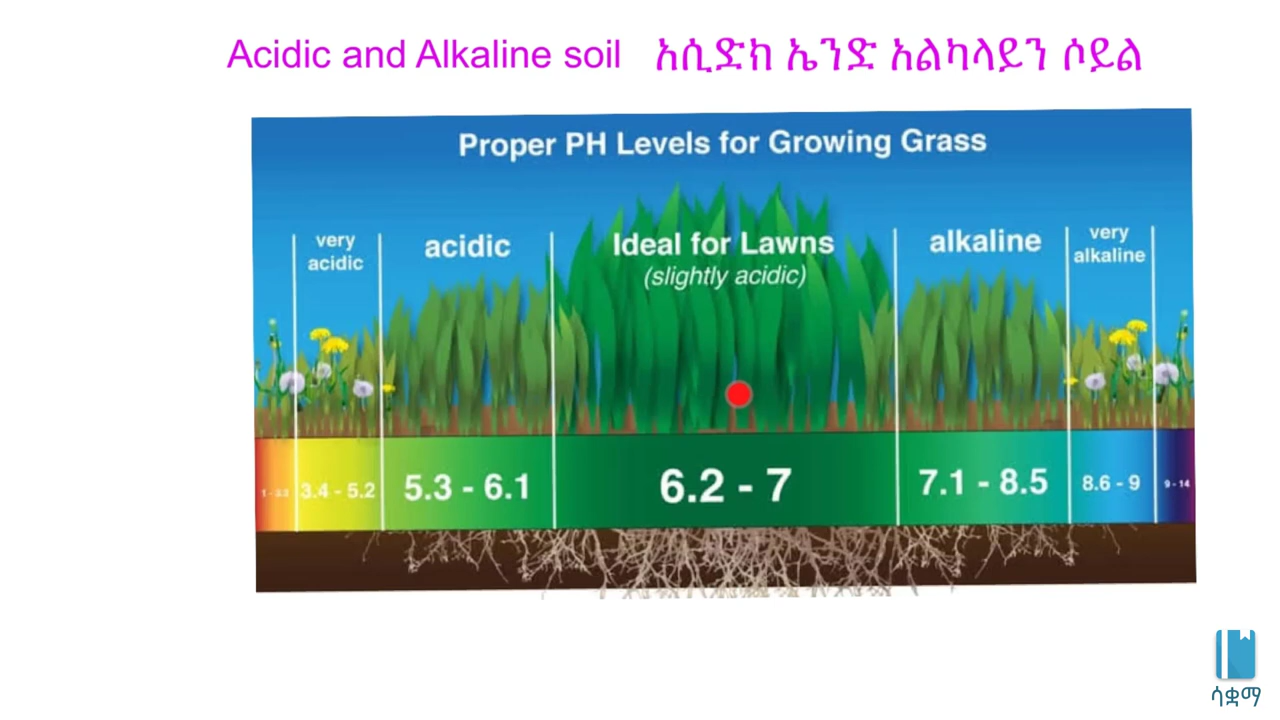 Acidic and Alkaline soil አሲድክ ኤንድ አልካላይን ሶይል
Proper PH Levels for Growing Grass
very acidic
acidic
Ideal for Lawns
(slightly acidic)
alkaline
very alkaline
3.4 - 5.2
5.3 - 6.1
6.2 - 7
7.1 - 8.5
8.6 - 9
9 - 14
ሳቋማ